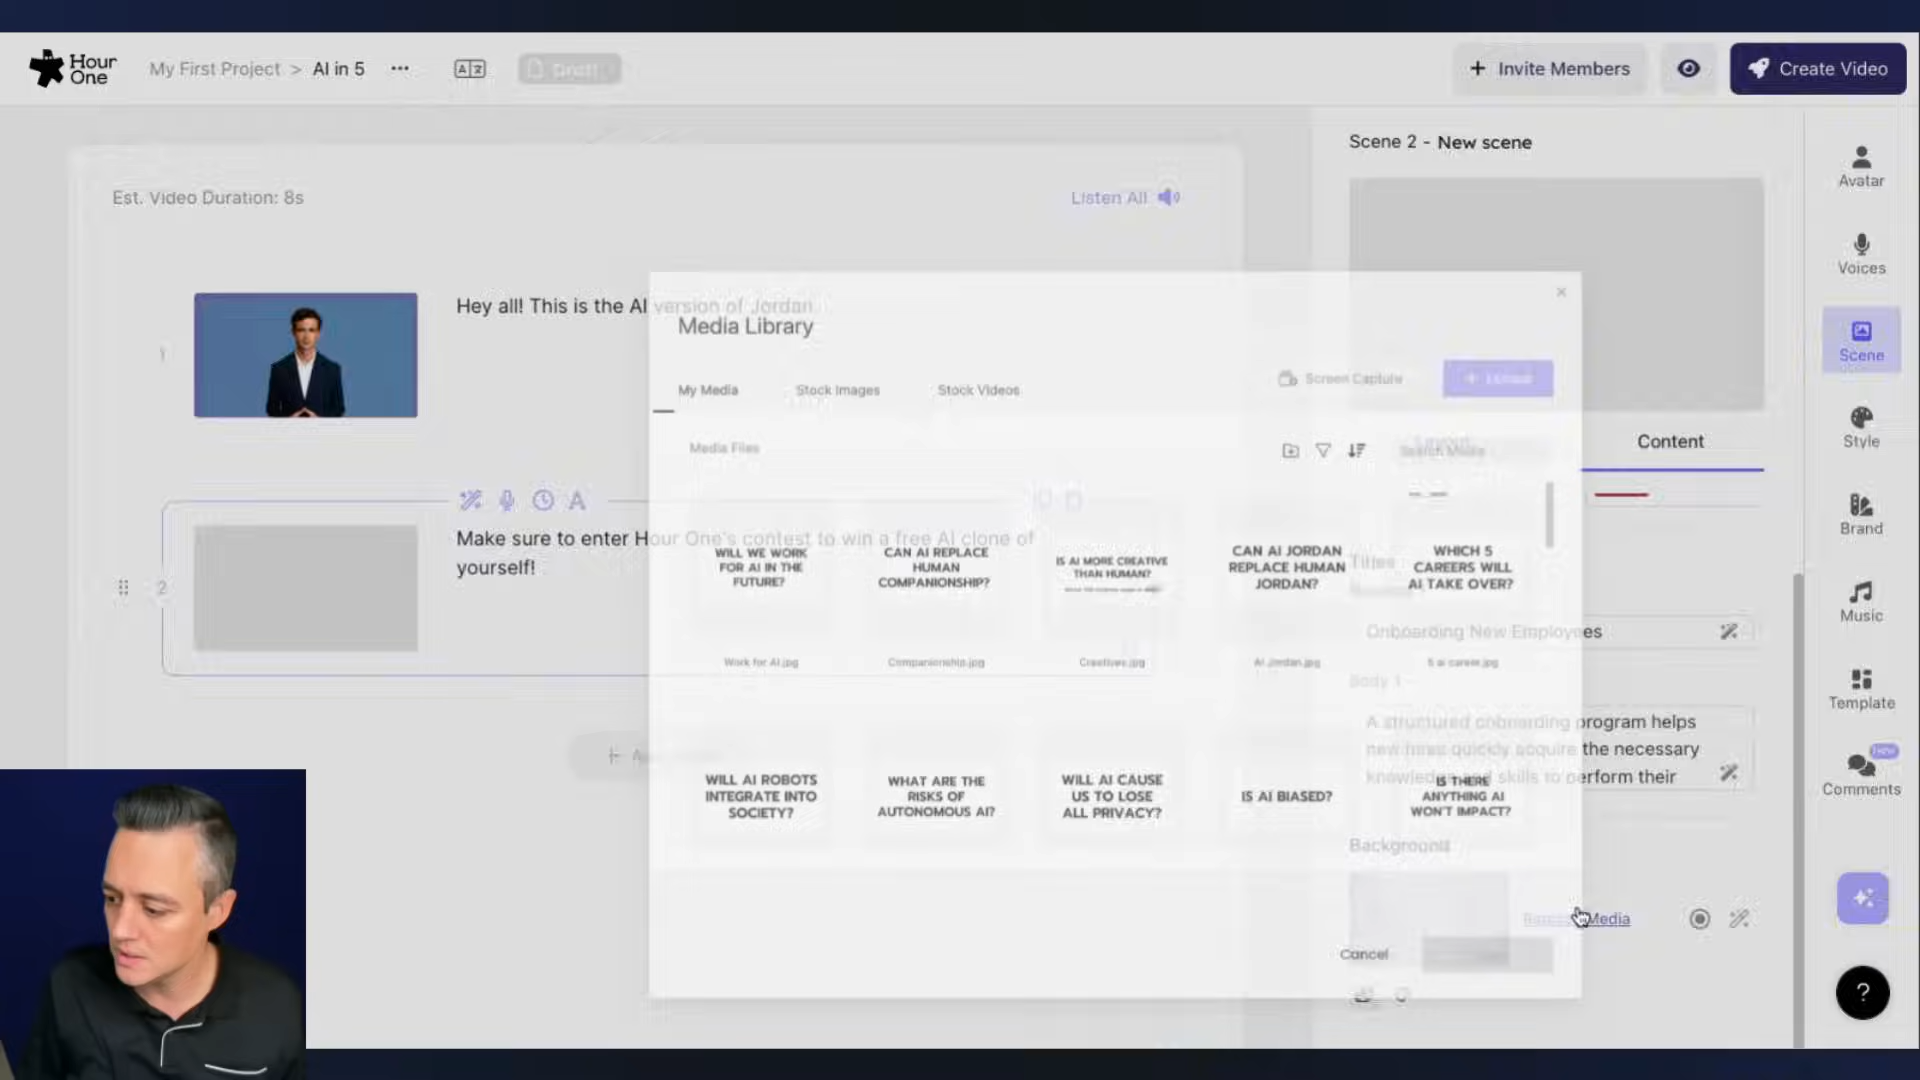 Hour One
My First Project > AI in 5 ...
Draft
+ Invite Members
Create Video
Est. Video Duration: 8s
Listen All
1
Hey all! This is the AI version of Jordan.
2
Make sure to enter Hour One's contest to win a free AI clone of
yourself!
Media Library
My Media
Stock Images
Stock Videos
Screen Capture
+ Upload
Media Files
Search Media
WILL WE WORK
FOR AI IN THE
FUTURE?
Work for AI.jpg
CAN AI REPLACE
HUMAN
COMPANIONSHIP?
Companionship.jpg
IS AI MORE CREATIVE
THAN HUMAN?
Creatives.jpg
CAN AI JORDAN
REPLACE HUMAN
JORDAN?
AI Jordan.jpg
WHICH 5
CAREERS WILL
AI TAKE OVER?
5 ai career.jpg
WILL AI ROBOTS
INTEGRATE INTO
SOCIETY?
WHAT ARE THE
RISKS OF
AUTONOMOUS AI?
WILL AI CAUSE
US TO LOSE
ALL PRIVACY?
IS AI BIASED?
IS THERE
ANYTHING AI
WON'T IMPACT?
Cancel
Scene 2 - New scene
Layout
Content
Titles
Onboarding New Employees
Body 1
A structured onboarding program helps
new hires quickly acquire the necessary
knowledge and skills to perform their
Background
Media
Avatar
Voices
Scene
Style
Brand
Music
Template
New
Comments
?